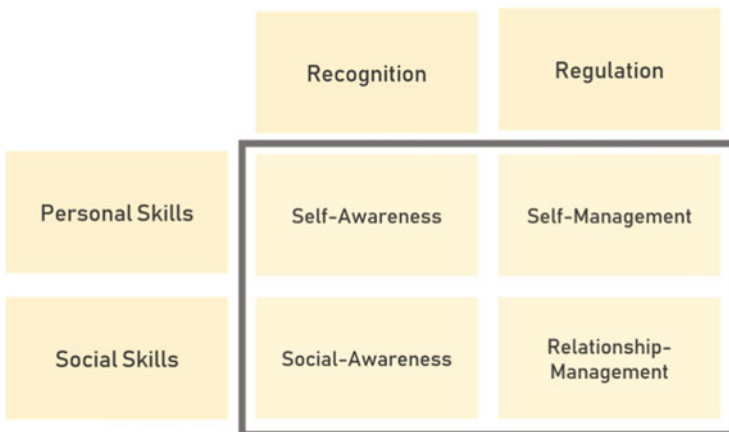 Recognition
Regulation
Personal Skills
Self-Awareness
Self-Management
Social Skills
Social-Awareness
Relationship-
Management